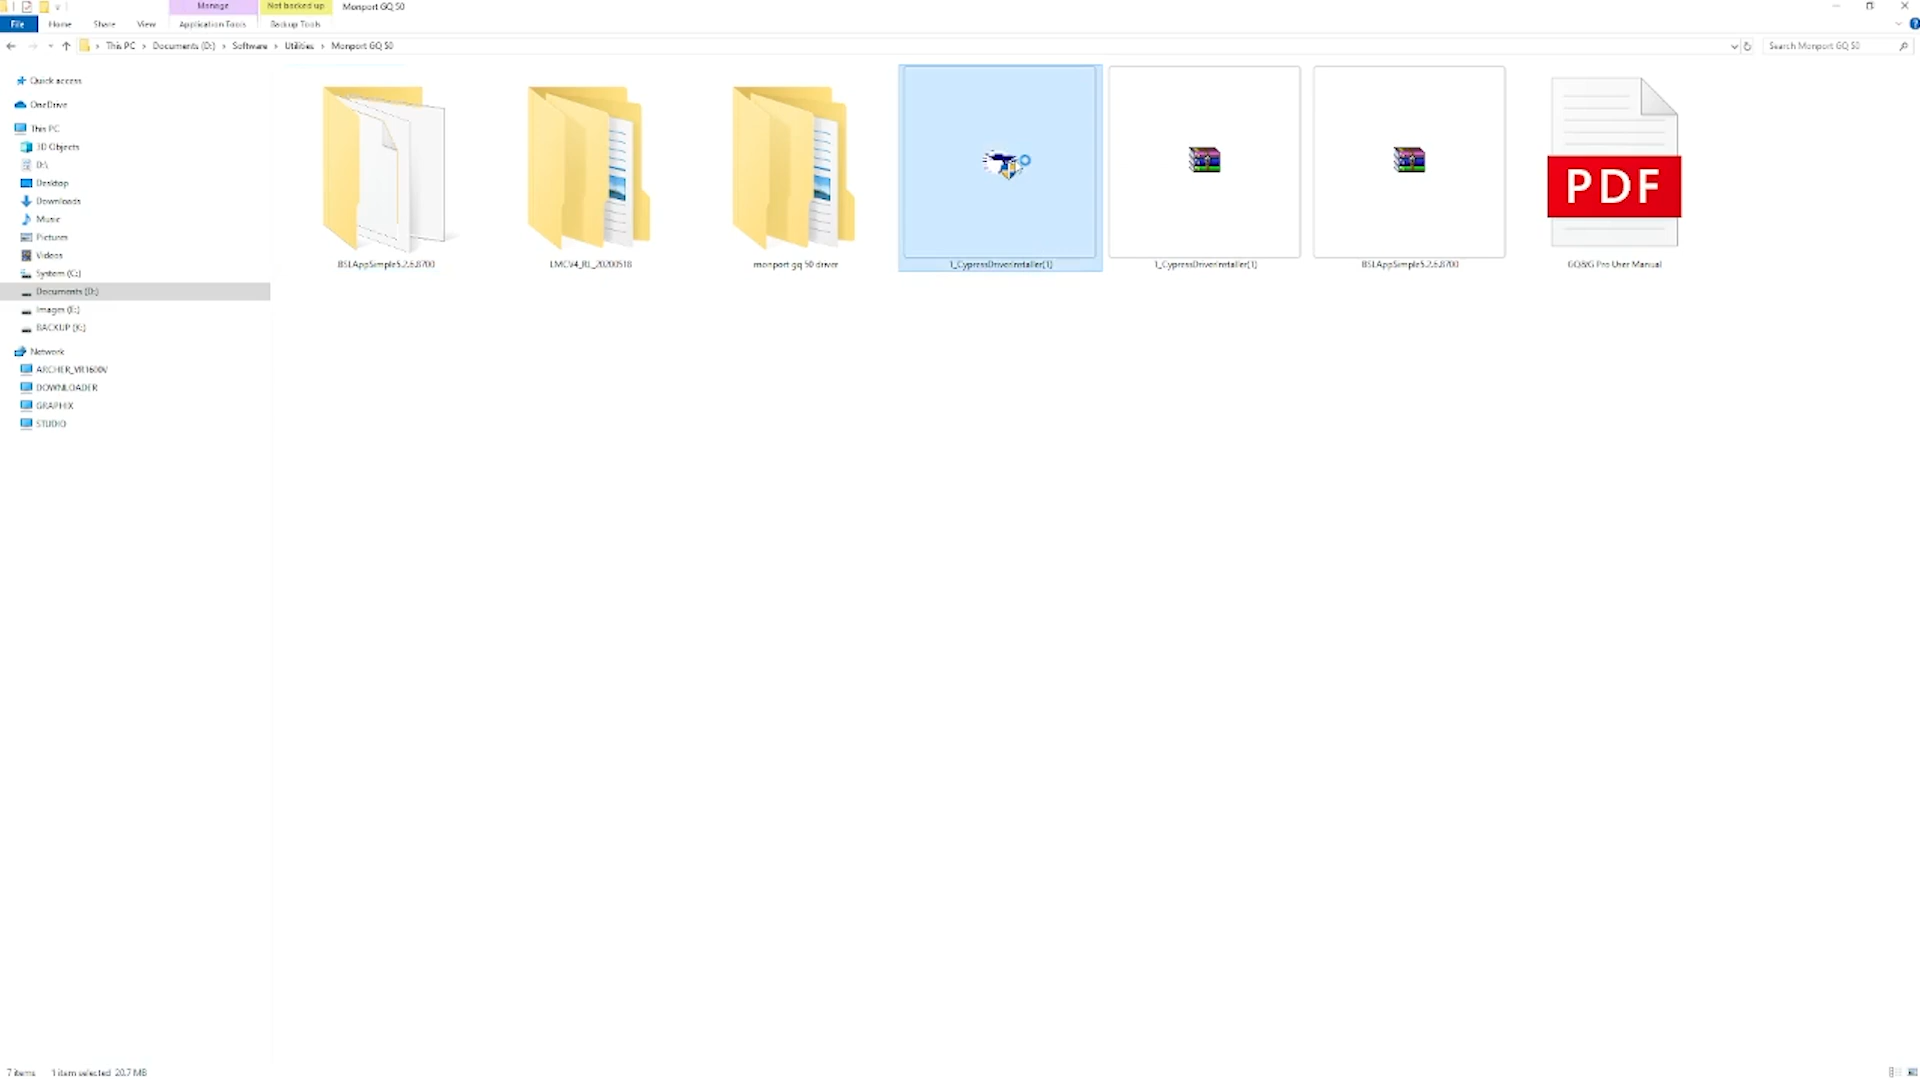 Manage
Not backed up
Monport GQ 50
File
Home
Share
View
Application Tools
Backup Tools
This PC › Documents (D:) › Software › Utilities › Monport GQ 50
Search Monport GQ 50
Quick access
OneDrive
This PC
3D Objects
D:\
Desktop
Downloads
Music
Pictures
Videos
System (C:)
Documents (D:)
Images (E:)
BACKUP (K:)
Network
ARCHER_VR1600V
DOWNLOADER
GRAPHIX
STUDIO
BSLAppSimple5.2.6.8700
LMCV4_RL_20200518
monport gq 50 driver
1_CypressDriverInstaller(1)
1_CypressDriverInstaller(1)
BSLAppSimple5.2.6.8700
PDF
GQ&G Pro User Manual
7 items
1 item selected 20.7 MB